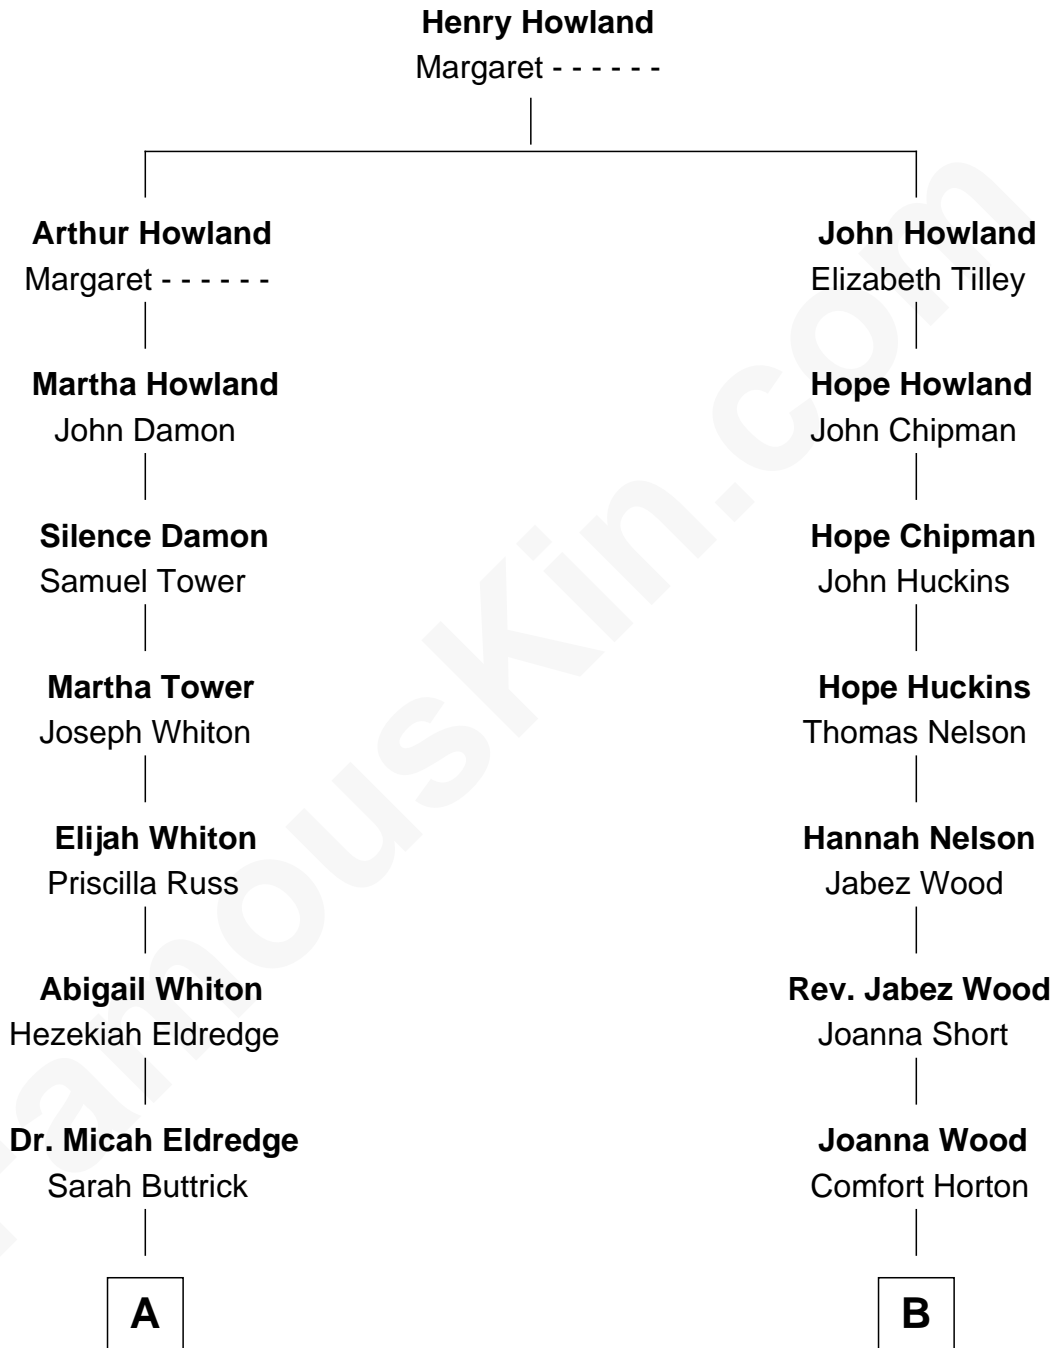 Henry Howland
Margaret - - - - - -
Arthur Howland
Margaret - - - - - -
John Howland
Elizabeth Tilley
Martha Howland
John Damon
Hope Howland
John Chipman
Silence Damon
Samuel Tower
Hope Chipman
John Huckins
Martha Tower
Joseph Whiton
Hope Huckins
Thomas Nelson
Elijah Whiton
Priscilla Russ
Hannah Nelson
Jabez Wood
Abigail Whiton
Hezekiah Eldredge
Rev. Jabez Wood
Joanna Short
Dr. Micah Eldredge
Sarah Buttrick
Joanna Wood
Comfort Horton
A
B
FamousKin.com